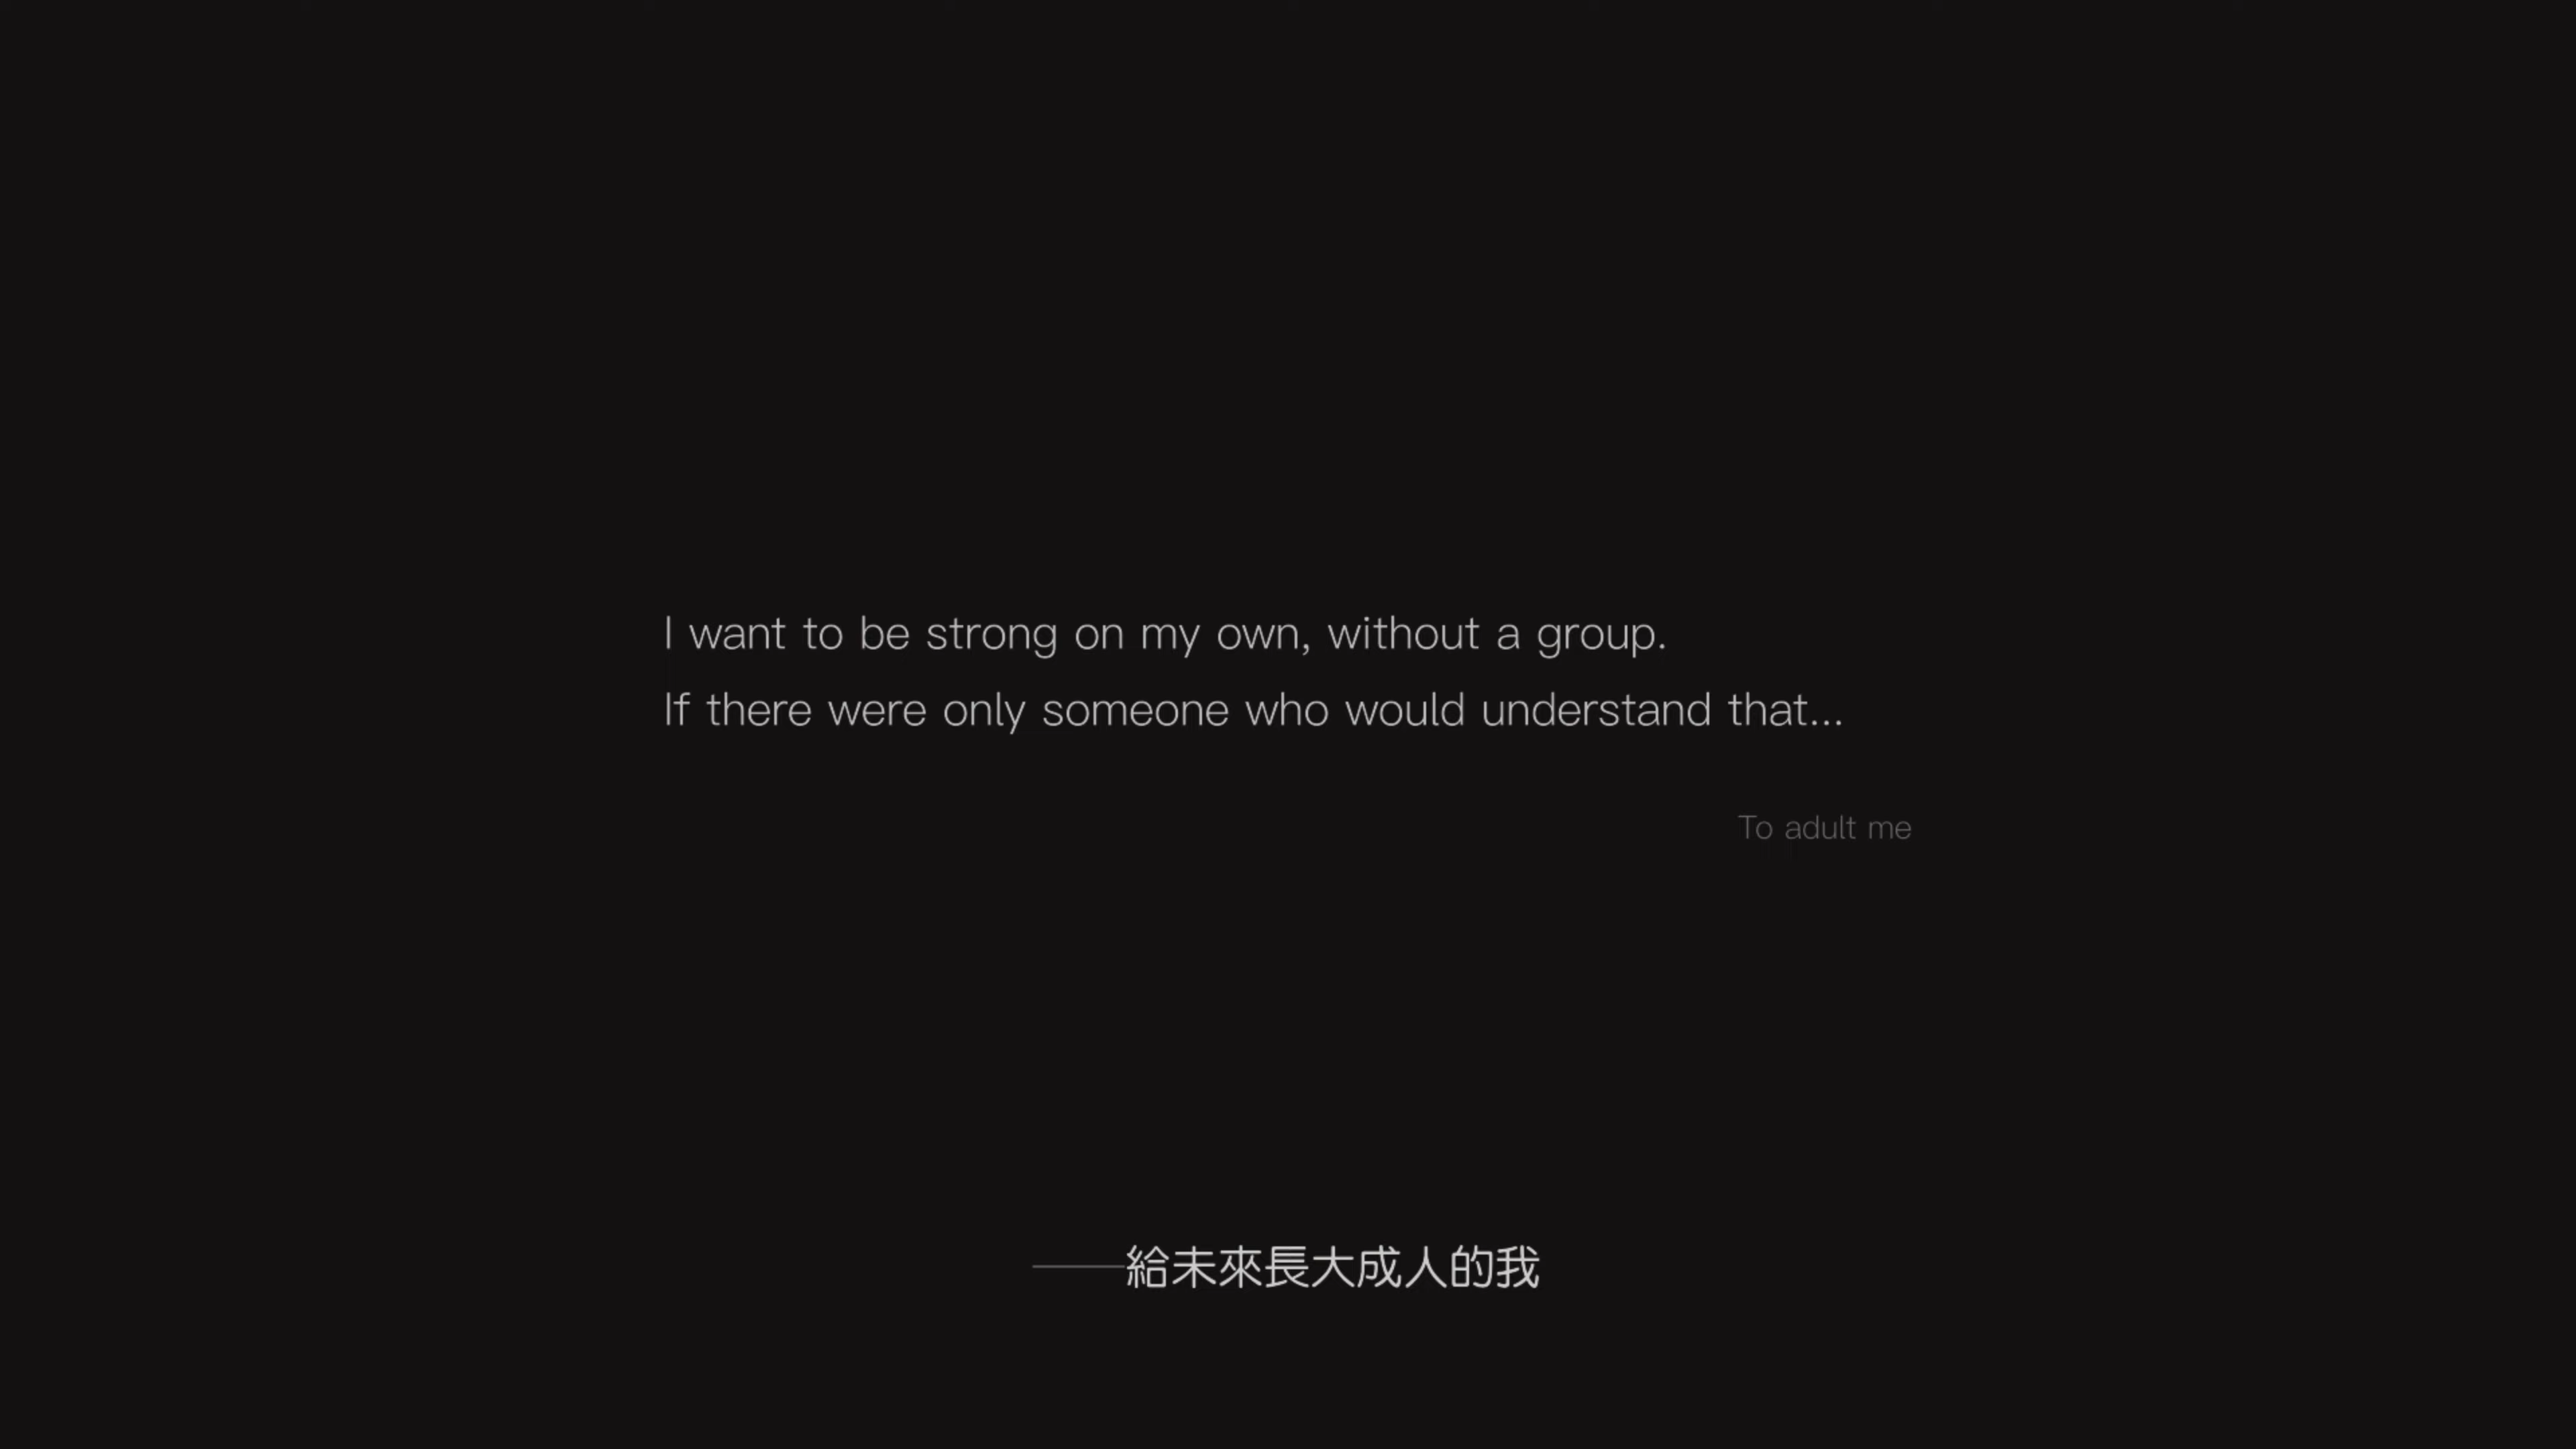 I want to be strong on my own, without a group.
If there were only someone who would understand that...
To adult me
——給未來長大成人的我